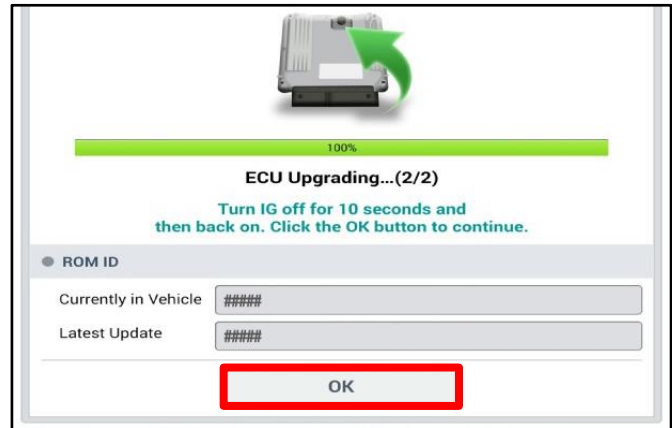 100%
ECU Upgrading...(2/2)
Turn IG off for 10 seconds and
then back on. Click the OK button to continue.
ROM ID
Currently in Vehicle #####
Latest Update #####
OK